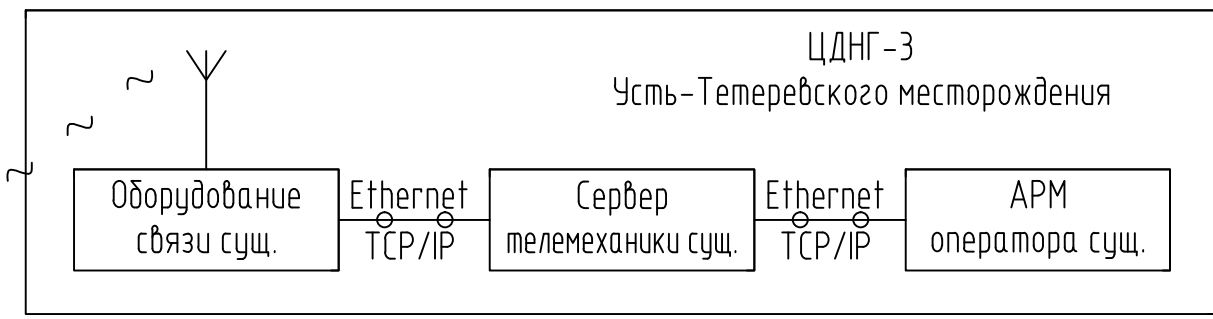 ЦДНГ-3
Усть-Тетеревского месторождения
Оборудование
связи сущ.
Ethernet
TCP/IP
Сервер
телемеханики сущ.
Ethernet
TCP/IP
АРМ
оператора сущ.